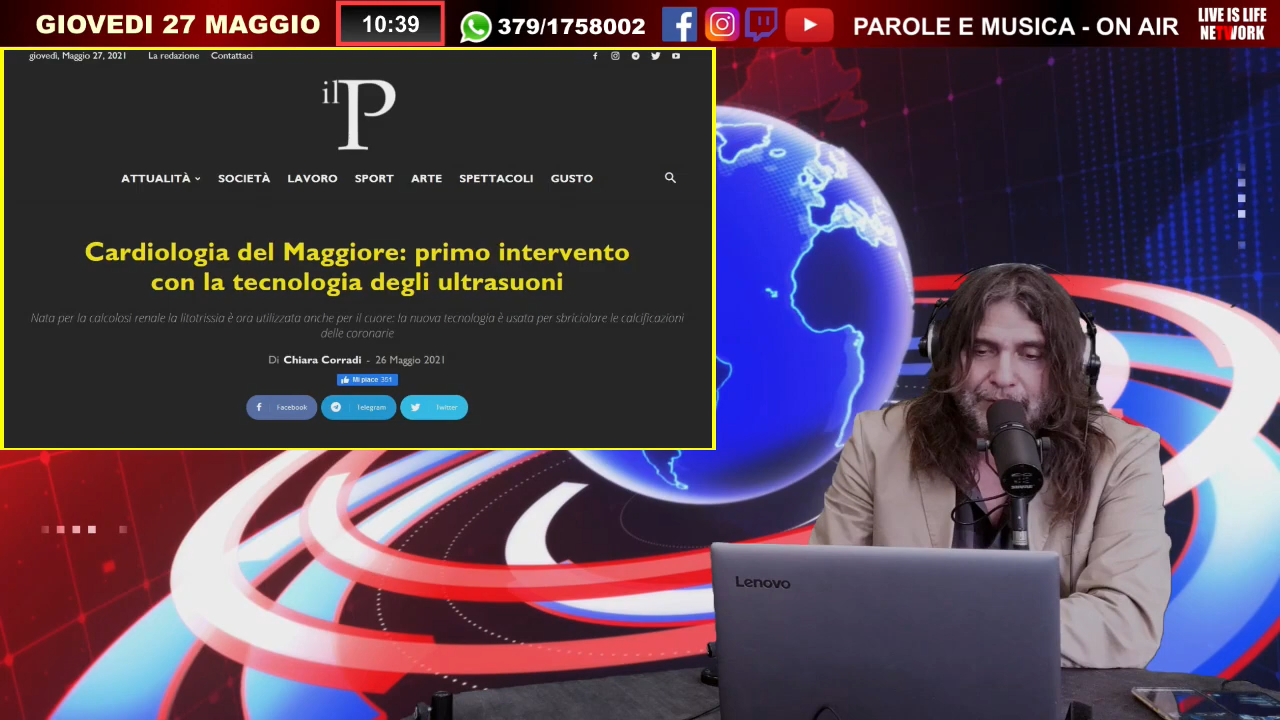 GIOVEDI 27 MAGGIO
10:39
379/1758002
PAROLE E MUSICA - ON AIR
LIVE IS LIFE
NETWORK
giovedì, Maggio 27, 2021
La redazione
Contattaci
il P
ATTUALITÀ SOCIETÀ LAVORO SPORT ARTE SPETTACOLI GUSTO
Cardiologia del Maggiore: primo intervento
con la tecnologia degli ultrasuoni
Nata per la calcolosi renale la litotrissia è ora utilizzata anche per il cuore: la nuova tecnologia è usata per sbriciolare le calcificazioni
delle coronarie
Di Chiara Corradi - 26 Maggio 2021
Mi piace 351
Facebook
Telegram
Twitter
Lenovo
SHURE